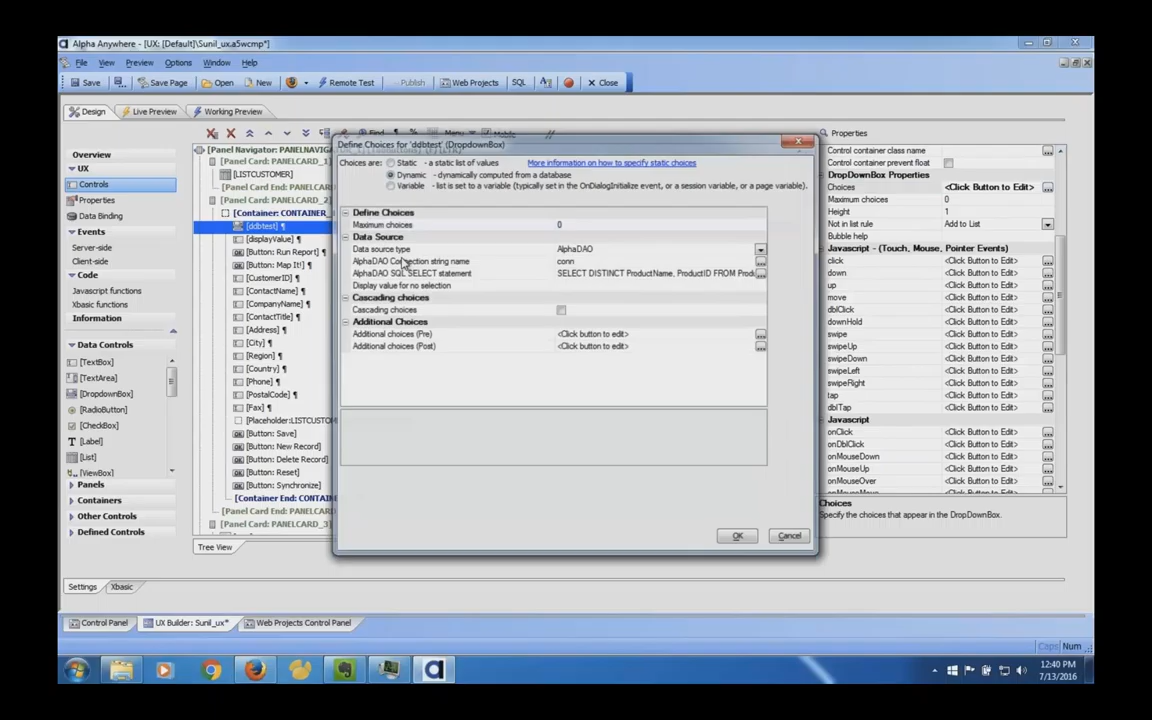 Alpha Anywhere - [UX: [Default]\Sunil_ux.a5wcmp*]
File View Preview Options Window Help
Save Save Page Open New Remote Test Publish Web Projects SQL Close
Design Live Preview Working Preview
Overview
UX
Controls
Properties
Data Binding
Events
Server-side
Client-side
Code
Javascript functions
Xbasic functions
Information
Data Controls
[TextBox]
[TextArea]
[DropdownBox]
[RadioButton]
[CheckBox]
[Label]
[List]
[ViewBox]
Panels
Containers
Other Controls
Defined Controls
Menu Find Mobile
[Panel Navigator: PANELNAVIGATOR
[Panel Card: PANELCARD_1]
[LISTCUSTOMER]
[Panel Card End: PANELCARD
[Panel Card: PANELCARD_2]
[Container: CONTAINER_
[ddbtest]
[displayValue]
[Button: Run Report]
[Button: Map It!]
[CustomerID]
[ContactName]
[CompanyName]
[ContactTitle]
[Address]
[City]
[Region]
[Country]
[Phone]
[PostalCode]
[Fax]
[Placeholder:LISTCUSTOM
[Button: Save]
[Button: New Record]
[Button: Delete Record]
[Button: Reset]
[Button: Synchronize]
[Container End: CONTAIN
[Panel Card End: PANELCARD
[Panel Card: PANELCARD_3]
Tree View
Define Choices for 'ddbtest' (DropdownBox)
Choices are: Static - a static list of values More information on how to specify static choices
Dynamic - dynamically computed from a database
Variable - list is set to a variable (typically set in the OnDialogInitialize event, or a session variable, or a page variable).
Define Choices
Maximum choices 0
Data Source
Data source type AlphaDAO
AlphaDAO Connection string name conn
AlphaDAO SQL SELECT statement SELECT DISTINCT ProductName, ProductID FROM Prod
Display value for no selection
Cascading choices
Cascading choices
Additional Choices
Additional choices (Pre) <Click button to edit>
Additional choices (Post) <Click button to edit>
OK Cancel
Properties
Control container class name
Control container prevent float
DropDownBox Properties
Choices <Click Button to Edit>
Maximum choices 0
Height 1
Not in list rule Add to List
Bubble help
Javascript - (Touch, Mouse, Pointer Events)
click <Click Button to Edit>
down <Click Button to Edit>
up <Click Button to Edit>
move <Click Button to Edit>
dblClick <Click Button to Edit>
downHold <Click Button to Edit>
swipe <Click Button to Edit>
swipeUp <Click Button to Edit>
swipeDown <Click Button to Edit>
swipeLeft <Click Button to Edit>
swipeRight <Click Button to Edit>
tap <Click Button to Edit>
dblTap <Click Button to Edit>
Javascript
onClick <Click Button to Edit>
onDblClick <Click Button to Edit>
onMouseDown <Click Button to Edit>
onMouseUp <Click Button to Edit>
onMouseOver <Click Button to Edit>
onMouseMove <Click Button to Edit>
Choices
Specify the choices that appear in the DropDownBox.
Settings Xbasic
Control Panel UX Builder: Sunil_ux* Web Projects Control Panel
Caps Num
12:40 PM
7/13/2016